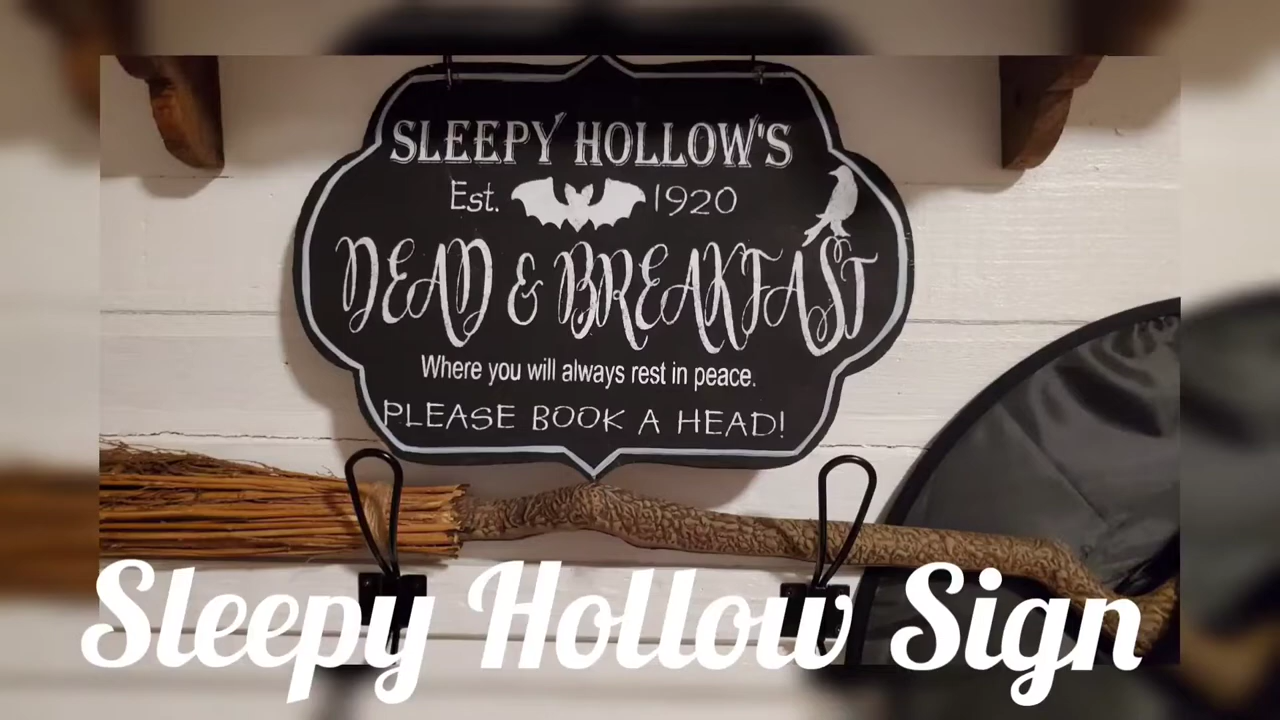 SLEEPY HOLLOW'S
Est. 1920
DEAD & BREAKFAST
Where you will always rest in peace.
PLEASE BOOK A HEAD!
Sleepy Hollow Sign